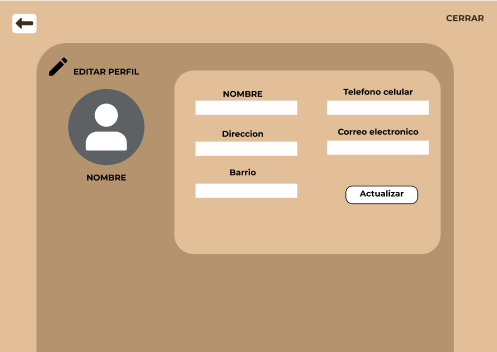 CERRAR
EDITAR PERFIL
NOMBRE
NOMBRE
Direccion
Barrio
Telefono celular
Correo electronico
Actualizar